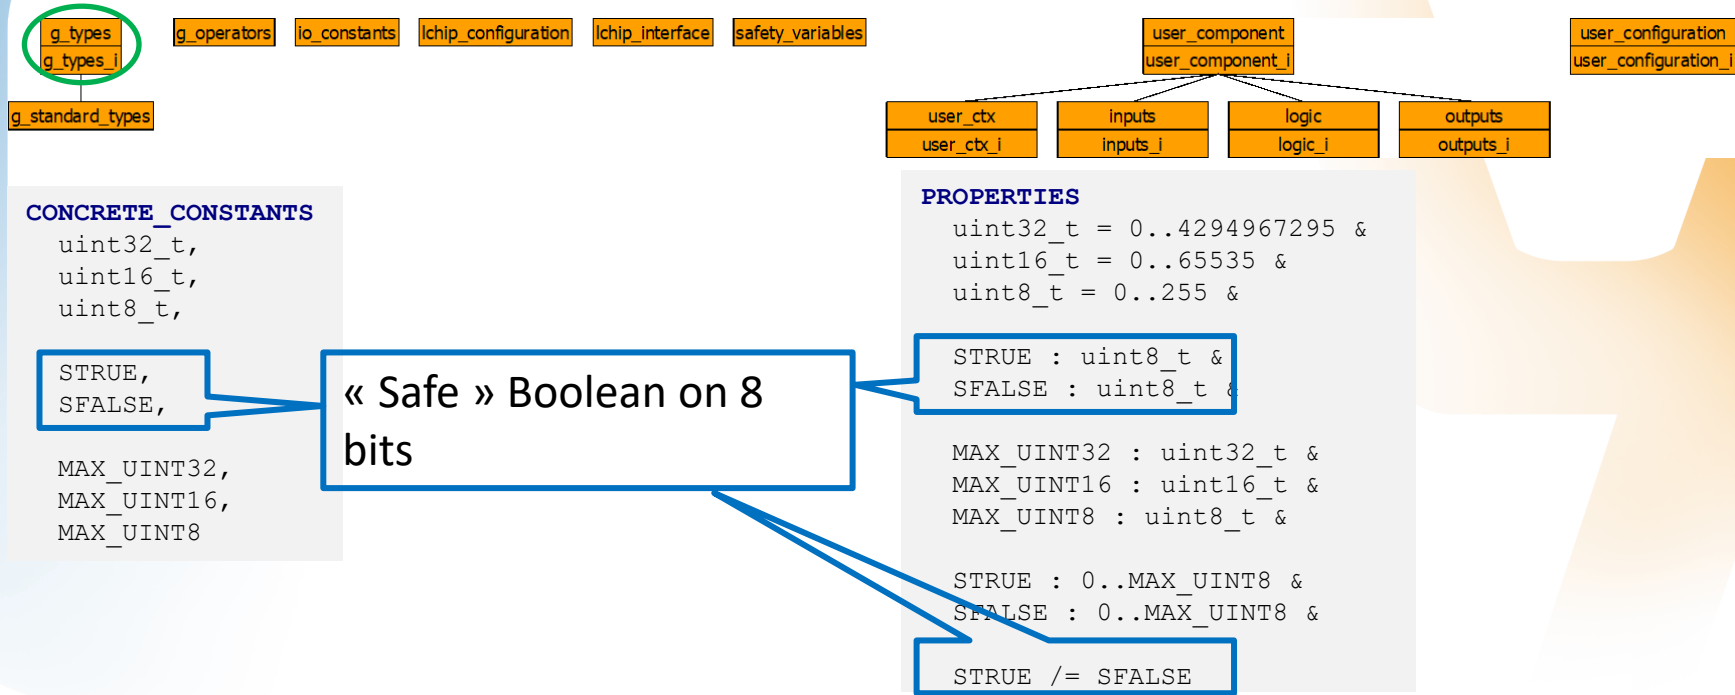 g_types
g_types_i
g_standard_types
g_operators
io_constants
lchip_configuration
lchip_interface
safety_variables
user_component
user_component_i
user_ctx
user_ctx_i
inputs
inputs_i
logic
logic_i
outputs
outputs_i
user_configuration
user_configuration_i
CONCRETE_CONSTANTS
uint32_t,
uint16_t,
uint8_t,
STRUE,
SFALSE,
MAX_UINT32,
MAX_UINT16,
MAX_UINT8
« Safe » Boolean on 8
bits
PROPERTIES
uint32_t = 0..4294967295 &
uint16_t = 0..65535 &
uint8_t = 0..255 &
STRUE : uint8_t &
SFALSE : uint8_t &
MAX_UINT32 : uint32_t &
MAX_UINT16 : uint16_t &
MAX_UINT8 : uint8_t &
STRUE : 0..MAX_UINT8 &
SFALSE : 0..MAX_UINT8 &
STRUE /= SFALSE